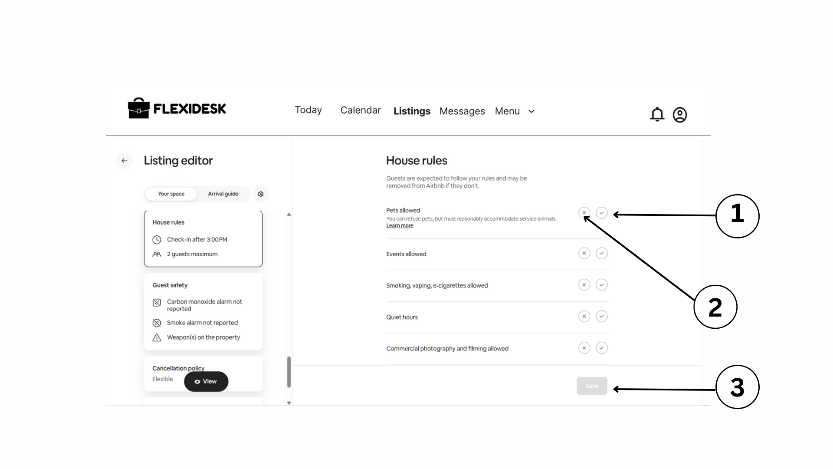 FLEXIDESK
Today Calendar Listings Messages Menu
Listing editor
Your space Arrival guide
House rules
Check-in after 3:00PM
2 guests maximum
Guest safety
Carbon monoxide alarm not
reported
Smoke alarm not reported
Weapon(s) on the property
Cancellation policy
Flexible
View
House rules
Guests are expected to follow your rules and may be
removed from Airbnb if they don't.
Pets allowed
You can refuse pets, but must reasonably accommodate service animals.
Learn more
Events allowed
Smoking, vaping, e-cigarettes allowed
Quiet hours
Commercial photography and filming allowed
Save
1
2
3